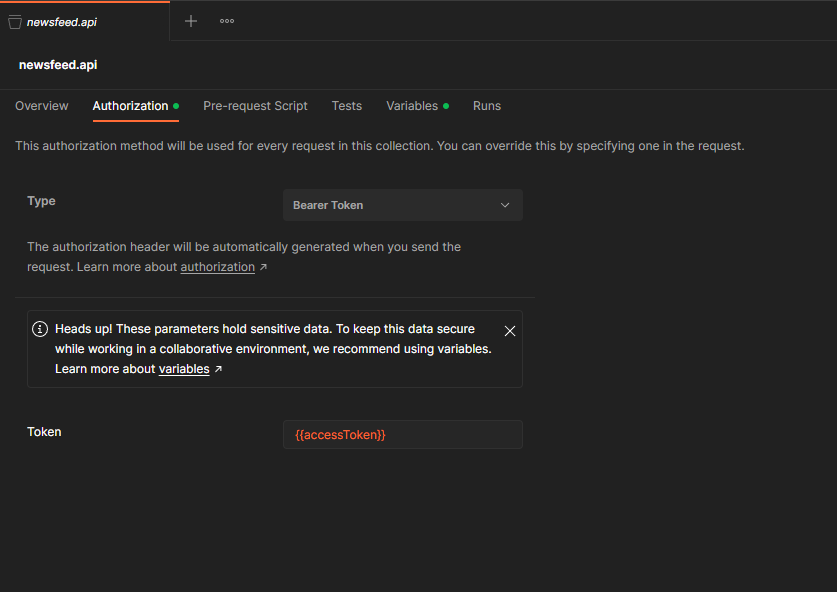 newsfeed.api
newsfeed.api
Overview Authorization Pre-request Script Tests Variables Runs
This authorization method will be used for every request in this collection. You can override this by specifying one in the request.
Type Bearer Token
The authorization header will be automatically generated when you send the
request. Learn more about authorization ↗
Heads up! These parameters hold sensitive data. To keep this data secure
while working in a collaborative environment, we recommend using variables.
Learn more about variables ↗
Token {{accessToken}}